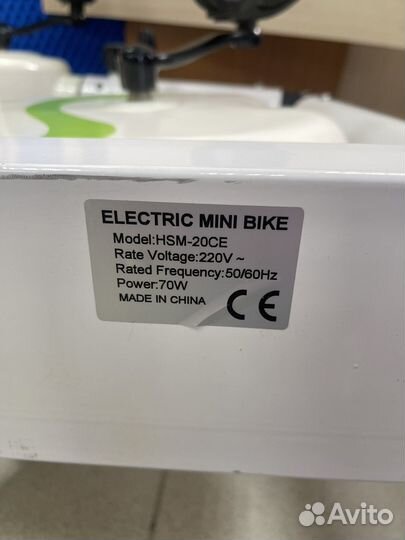 ELECTRIC MINI BIKE
Model:HSM-20CE
Rate Voltage:220V ~
Rated Frequency:50/60Hz
Power:70W
MADE IN CHINA CE
Avito